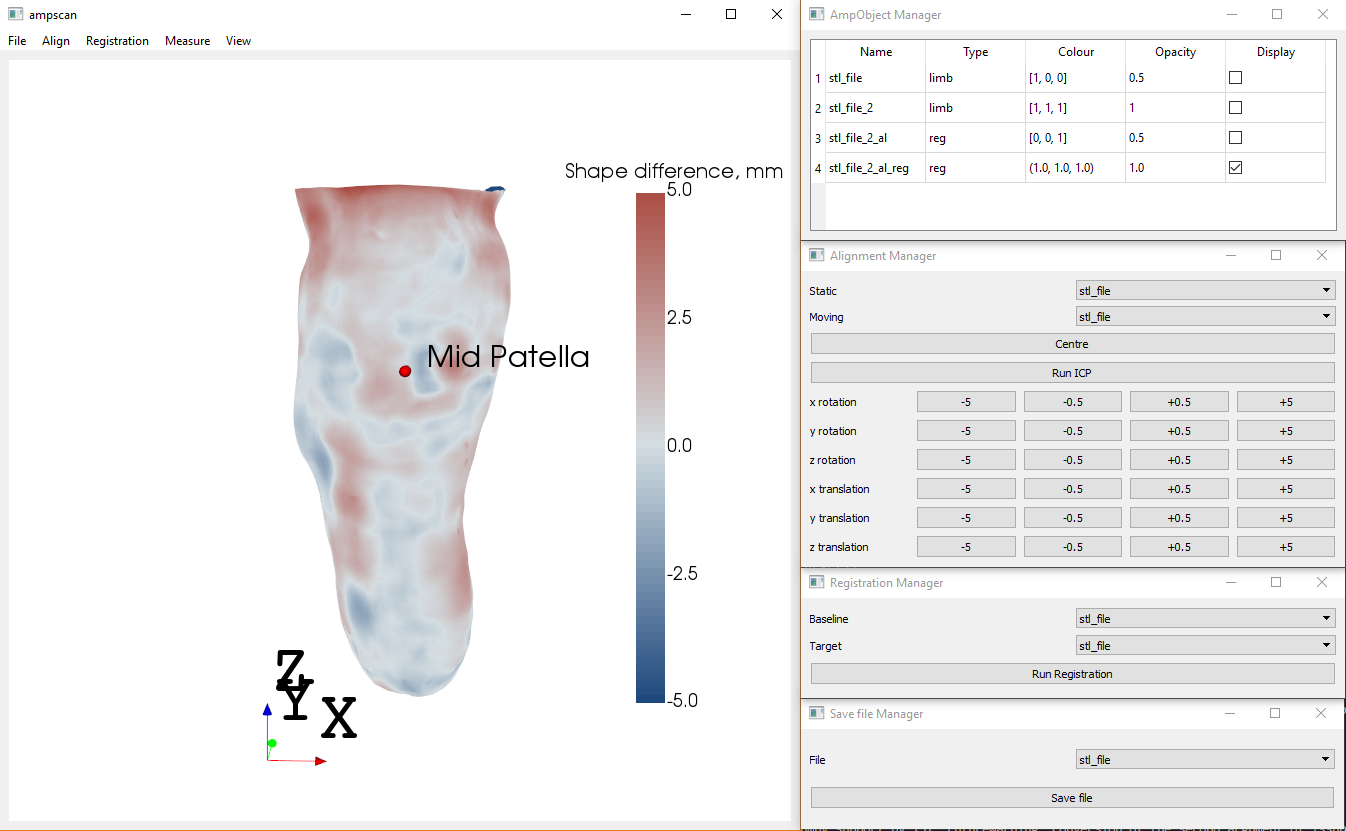 ampscan
File Align Registration Measure View
Shape difference, mm
5.0
2.5
0.0
-2.5
-5.0
Mid Patella
Z
Y
X
AmpObject Manager
Name Type Colour Opacity Display
1 stl_file limb [1, 0, 0] 0.5
2 stl_file_2 limb [1, 1, 1] 1
3 stl_file_2_al reg [0, 0, 1] 0.5
4 stl_file_2_al_reg reg (1.0, 1.0, 1.0) 1.0
Alignment Manager
Static stl_file
Moving stl_file
Centre
Run ICP
x rotation -5 -0.5 +0.5 +5
y rotation -5 -0.5 +0.5 +5
z rotation -5 -0.5 +0.5 +5
x translation -5 -0.5 +0.5 +5
y translation -5 -0.5 +0.5 +5
z translation -5 -0.5 +0.5 +5
Registration Manager
Baseline stl_file
Target stl_file
Run Registration
Save file Manager
File stl_file
Save file